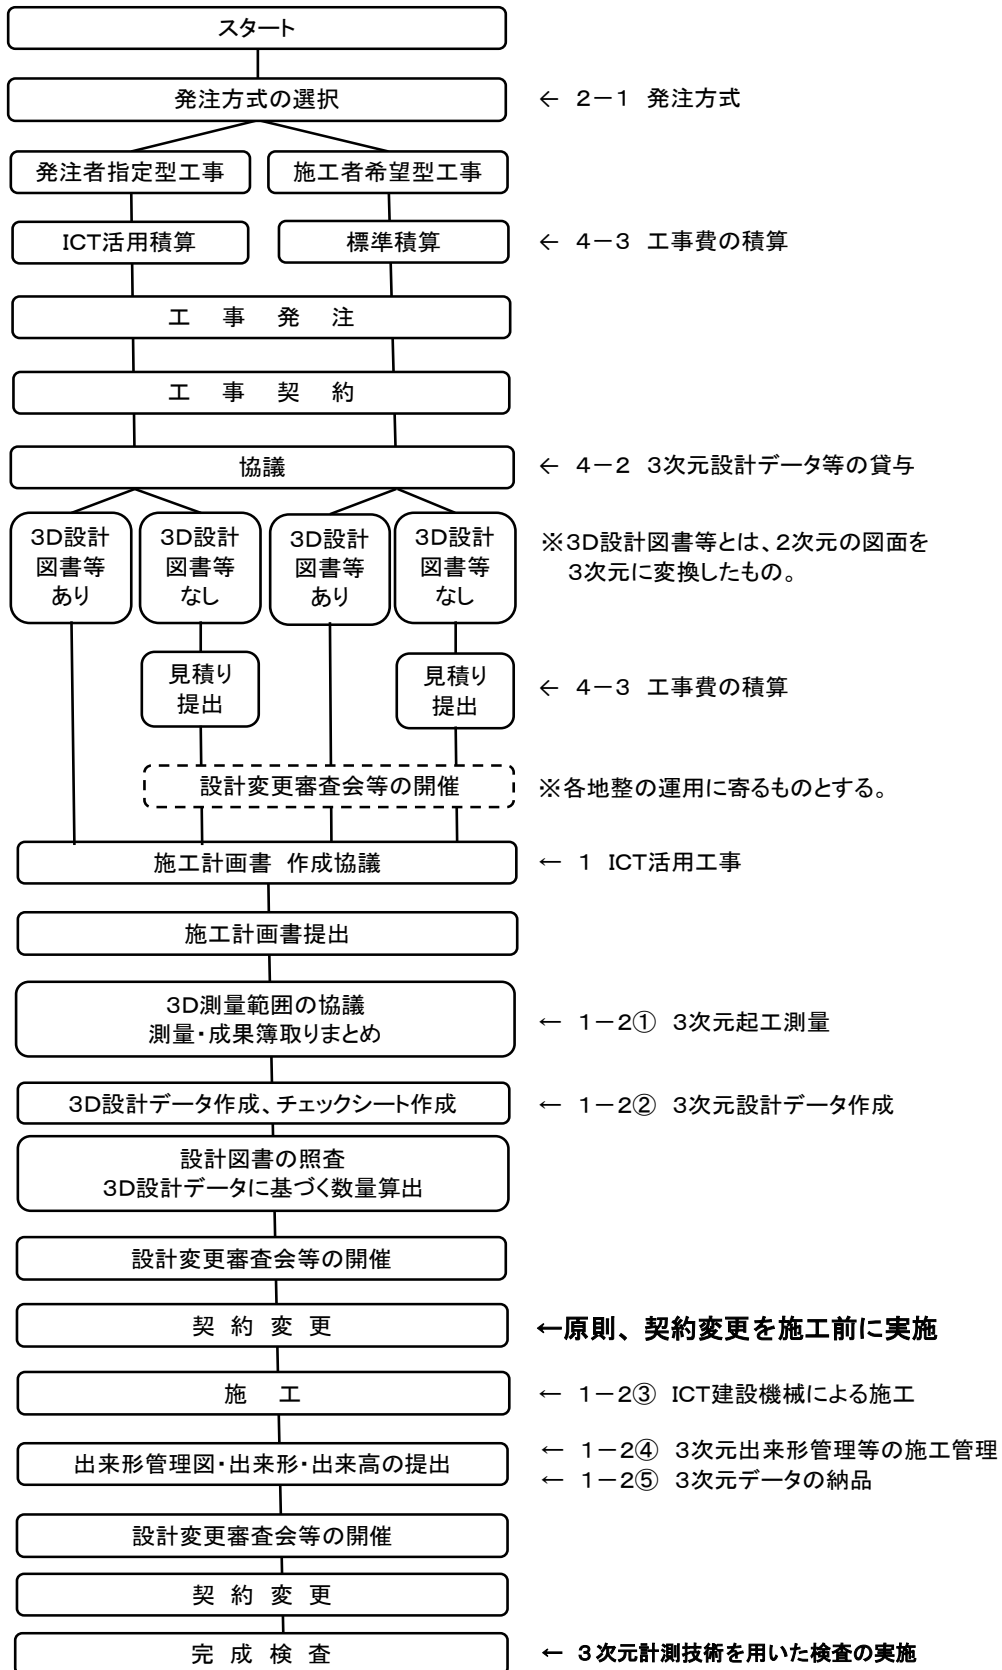 スタート
発注方式の選択
← 2－1 発注方式
発注者指定型工事
施工者希望型工事
ICT活用積算
標準積算
← 4－3 工事費の積算
工 事 発 注
工 事 契 約
協議
← 4－2 3次元設計データ等の貸与
3D設計
図書等
あり
3D設計
図書等
なし
3D設計
図書等
あり
3D設計
図書等
なし
※3D設計図書等とは、2次元の図面を
3次元に変換したもの。
見積り
提出
見積り
提出
← 4－3 工事費の積算
設計変更審査会等の開催
※各地整の運用に寄るものとする。
施工計画書 作成協議
← 1 ICT活用工事
施工計画書提出
3D測量範囲の協議
測量・成果簿取りまとめ
← 1－2① 3次元起工測量
3D設計データ作成、チェックシート作成
← 1－2② 3次元設計データ作成
設計図書の照査
3D設計データに基づく数量算出
設計変更審査会等の開催
契 約 変 更
←原則、契約変更を施工前に実施
施 工
← 1－2③ ICT建設機械による施工
出来形管理図・出来形・出来高の提出
← 1－2④ 3次元出来形管理等の施工管理
← 1－2⑤ 3次元データの納品
設計変更審査会等の開催
契 約 変 更
完 成 検 査
← 3次元計測技術を用いた検査の実施